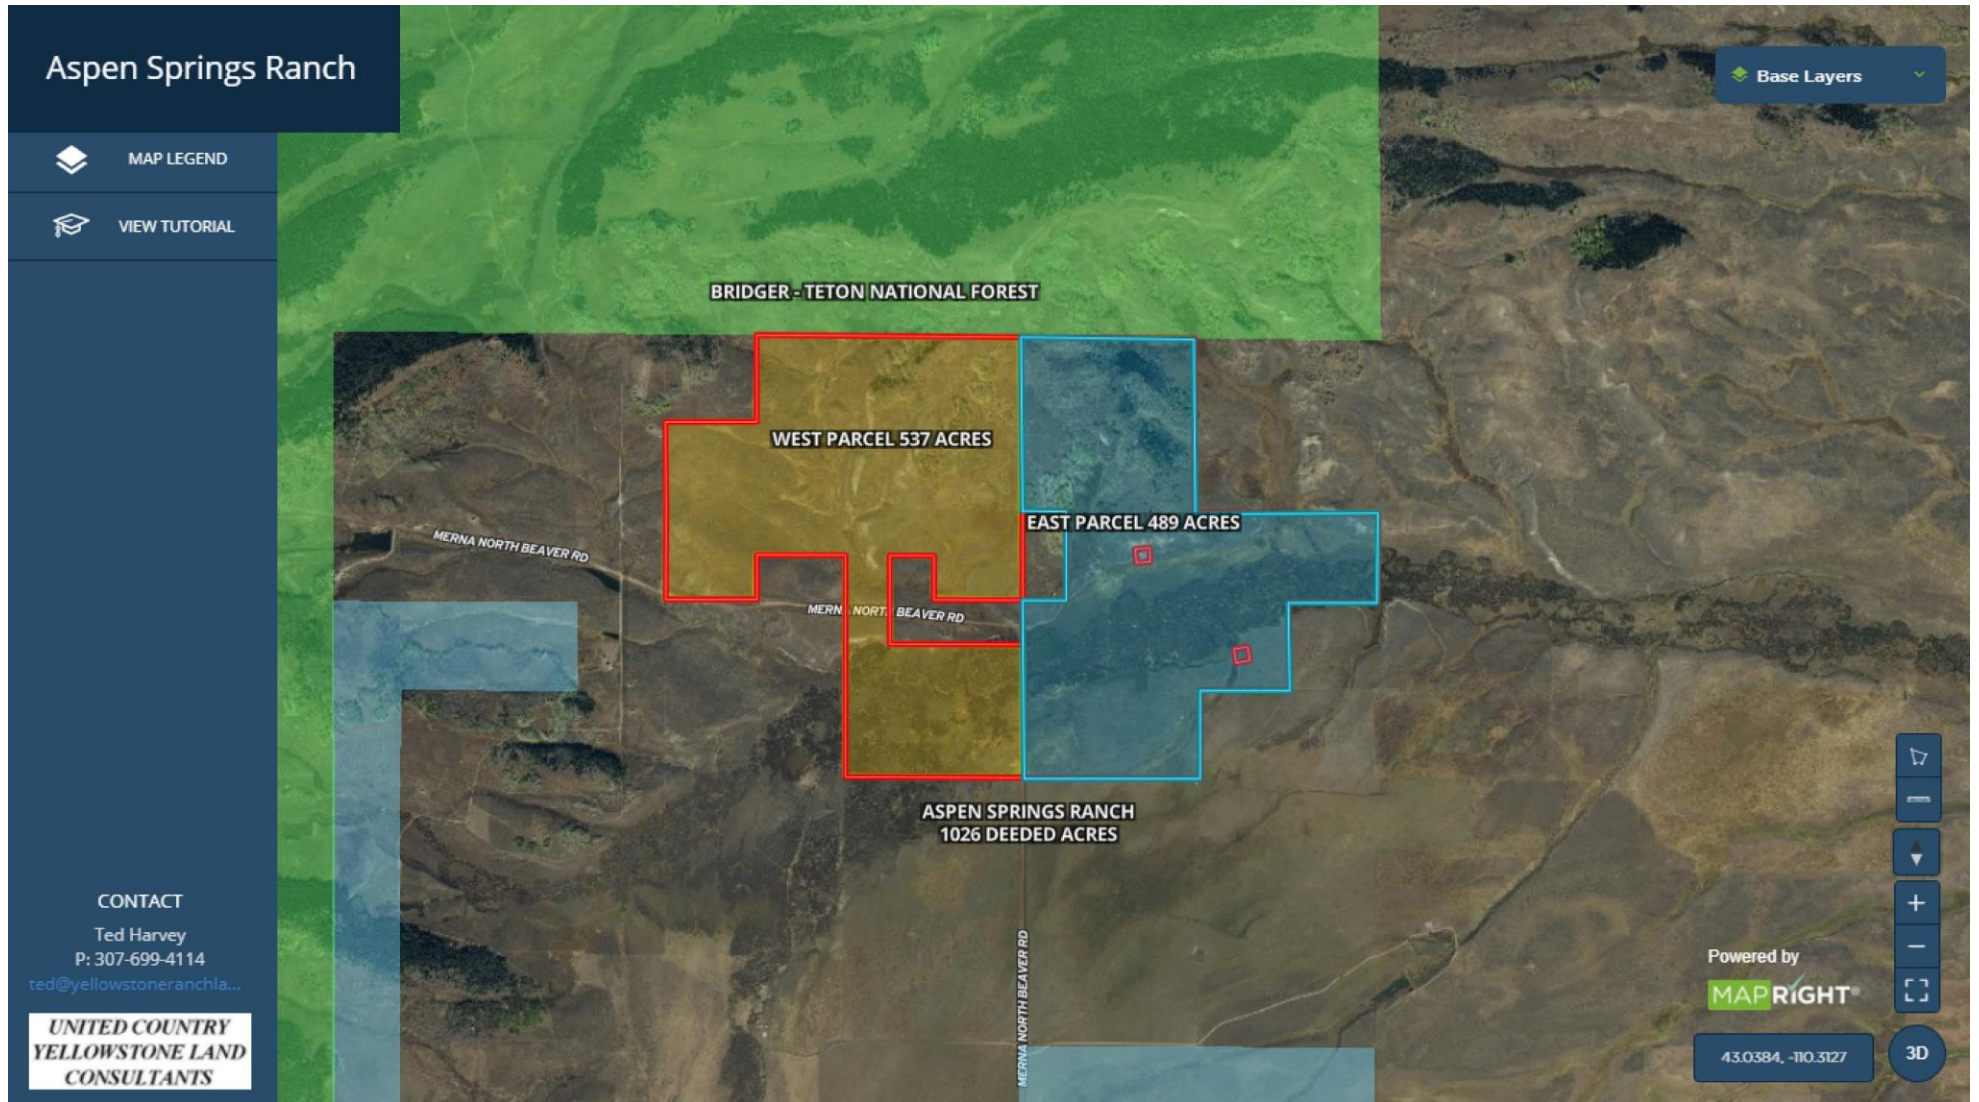 Aspen Springs Ranch
MAP LEGEND
VIEW TUTORIAL
Base Layers
BRIDGER - TETON NATIONAL FOREST
WEST PARCEL 537 ACRES
EAST PARCEL 489 ACRES
MERNA NORTH BEAVER RD
MERNA NORTH BEAVER RD
ASPEN SPRINGS RANCH
1026 DEEDED ACRES
MERNA NORTH BEAVER RD
CONTACT
Ted Harvey
P: 307-699-4114
ted@yellowstoneranchla...
UNITED COUNTRY
YELLOWSTONE LAND
CONSULTANTS
Powered by
MAPRIGHT®
43.0384, -110.3127
3D